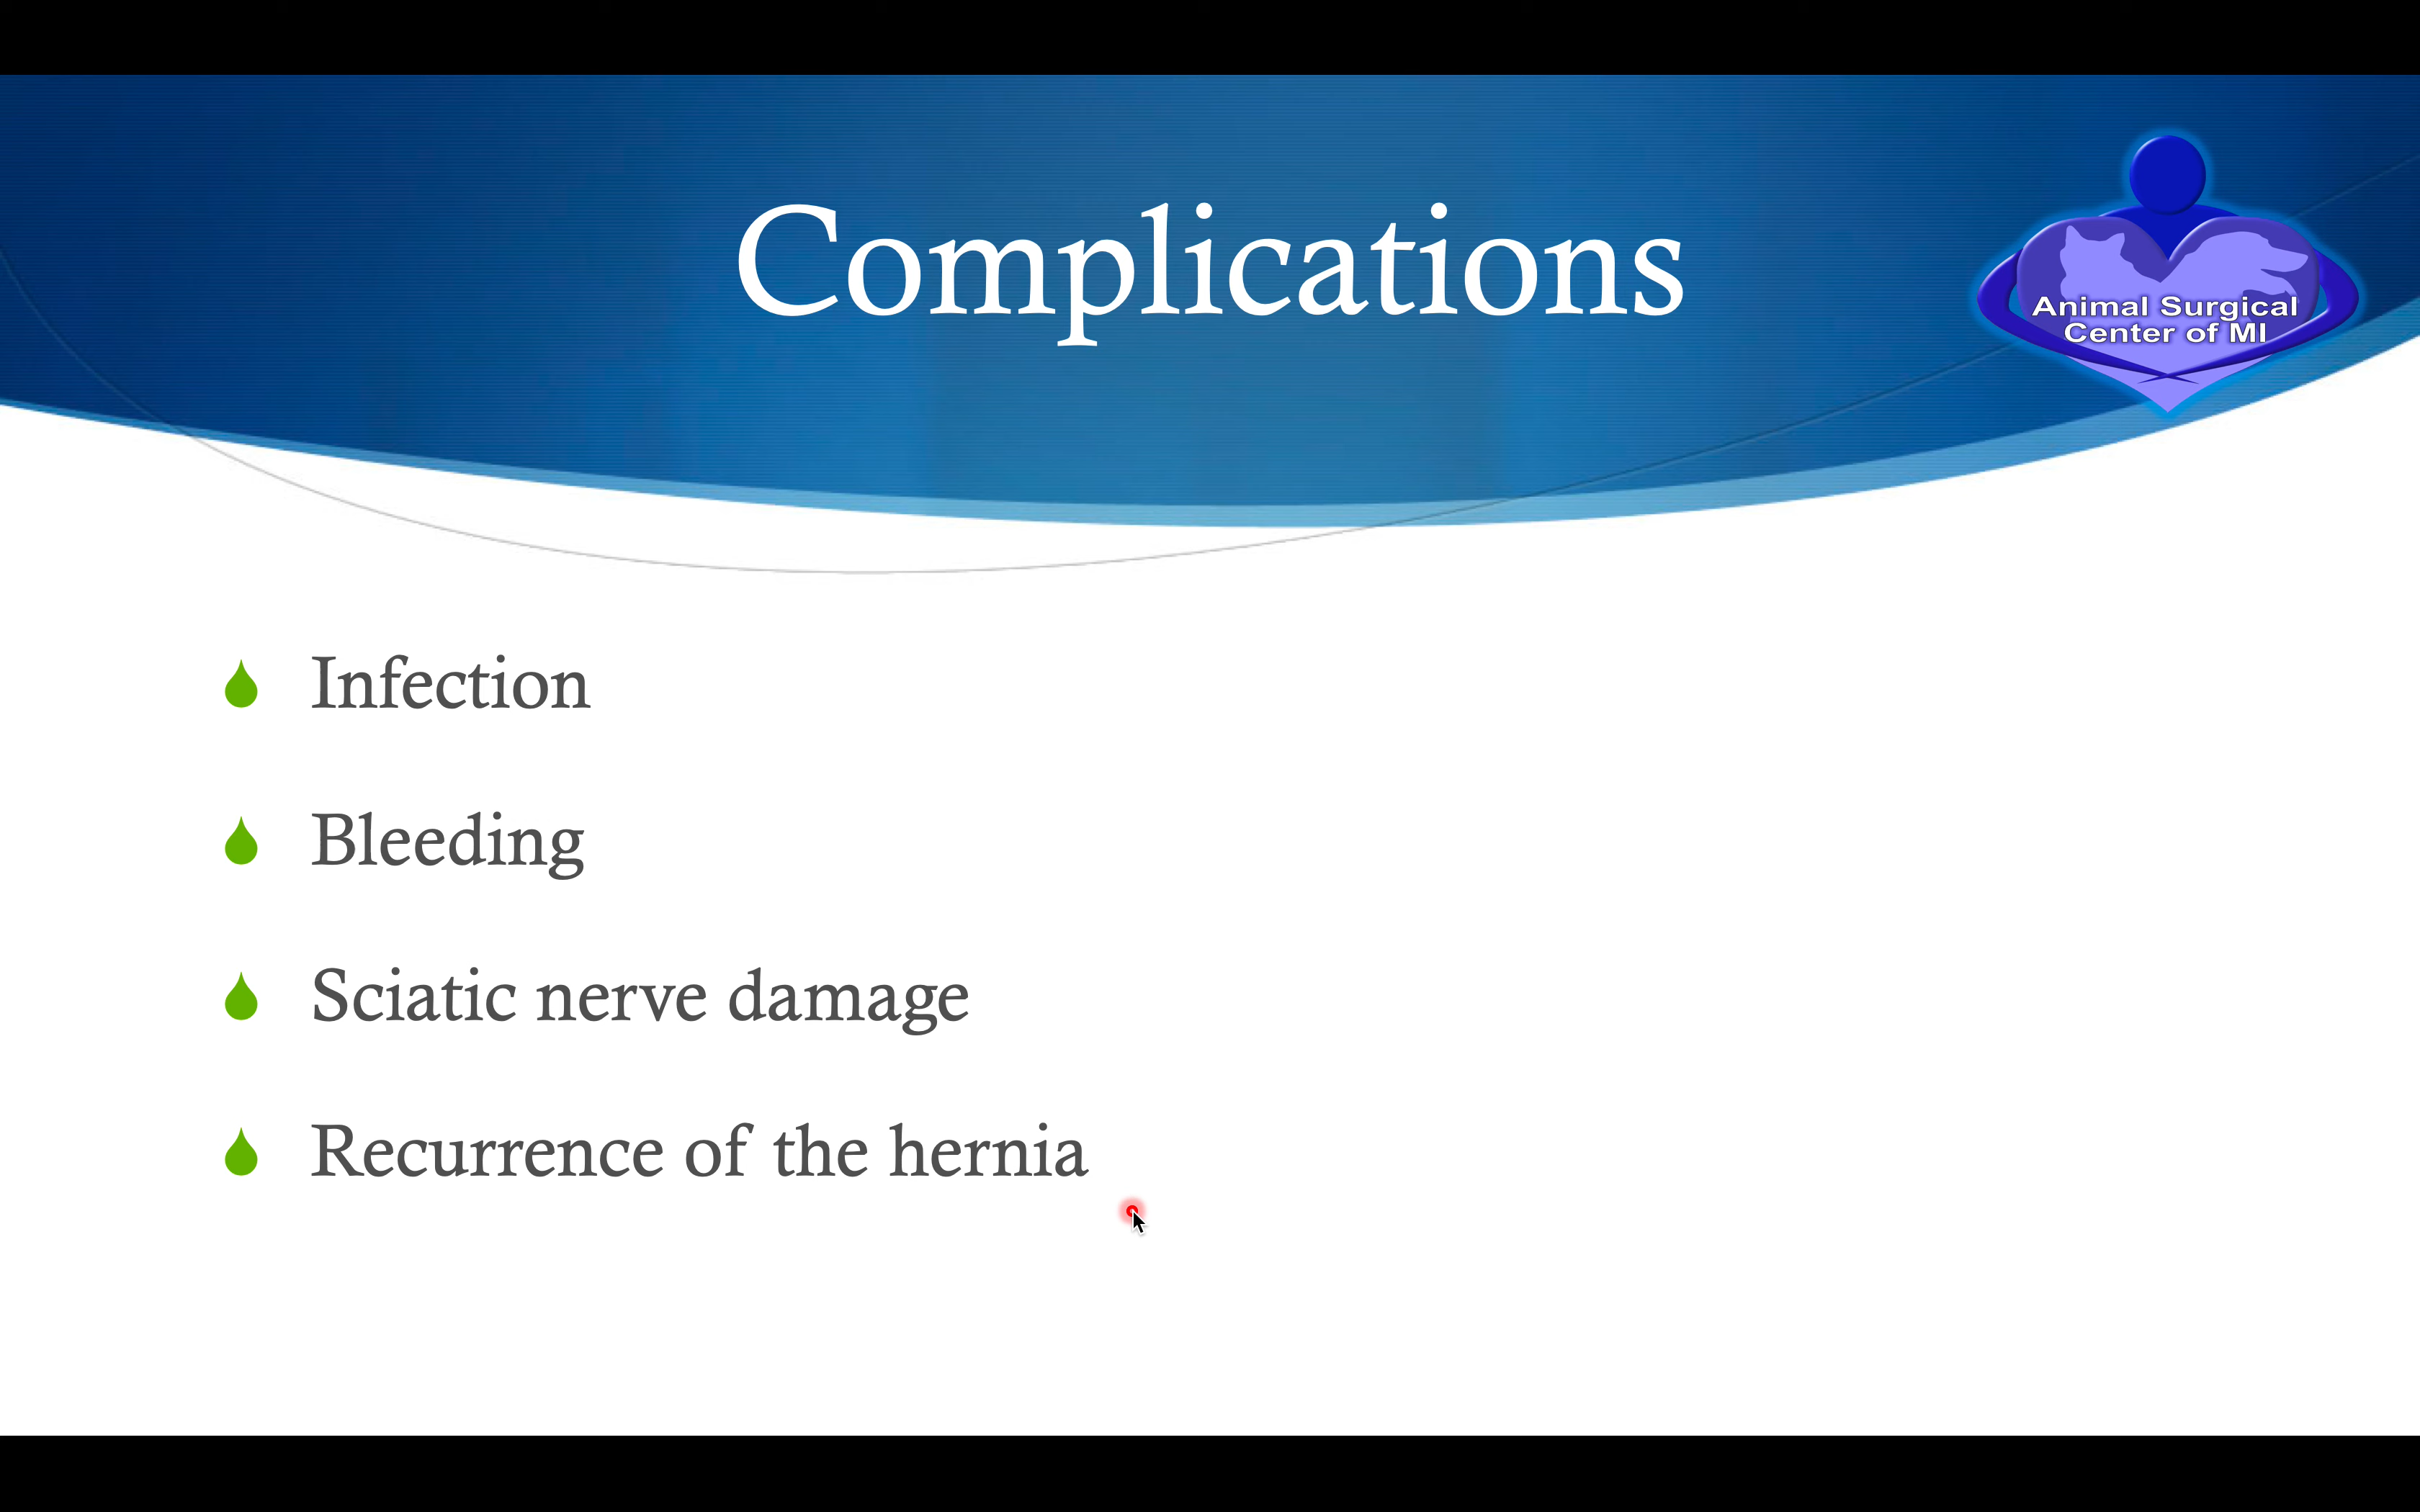 Complications
Animal Surgical
Center of MI
Infection
Bleeding
Sciatic nerve damage
Recurrence of the hernia